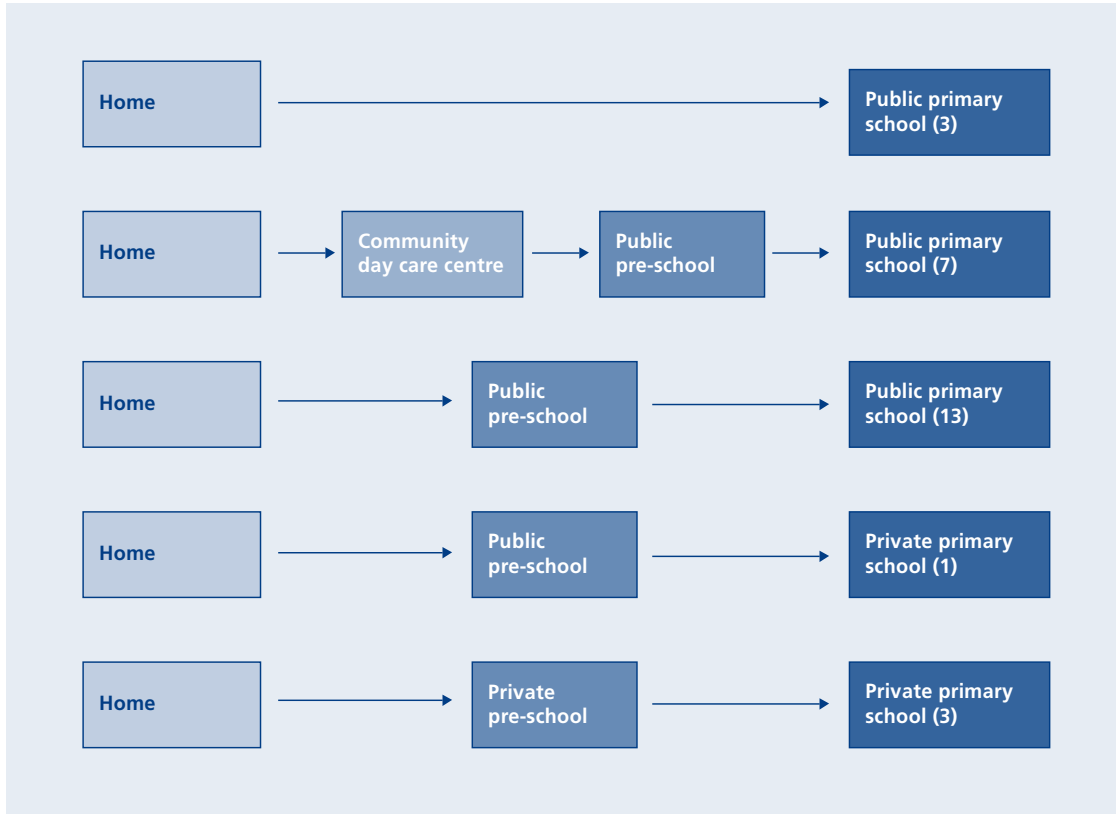 Home
Public primary
school (3)
Home
Community
day care centre
Public
pre-school
Public primary
school (7)
Home
Public
pre-school
Public primary
school (13)
Home
Public
pre-school
Private primary
school (1)
Home
Private
pre-school
Private primary
school (3)